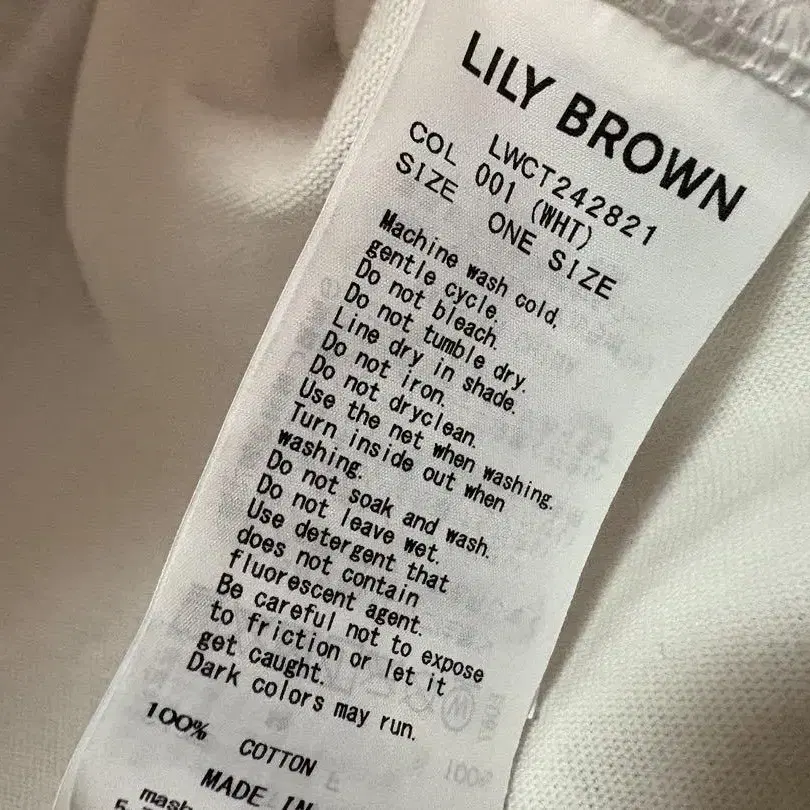 LILY BROWN
LWCT242821
COL 001 (WHT)
SIZE ONE SIZE
Machine wash cold,
gentle cycle.
Do not bleach.
Do not tumble dry.
Line dry in shade.
Do not iron.
Do not dryclean.
Use the net when washing.
Turn inside out when
washing.
Do not soak and wash.
Do not leave wet.
Use detergent that
does not contain
fluorescent agent.
Be careful not to expose
to friction or let it
get caught.
Dark colors may run.
100% COTTON
MADE IN
mash